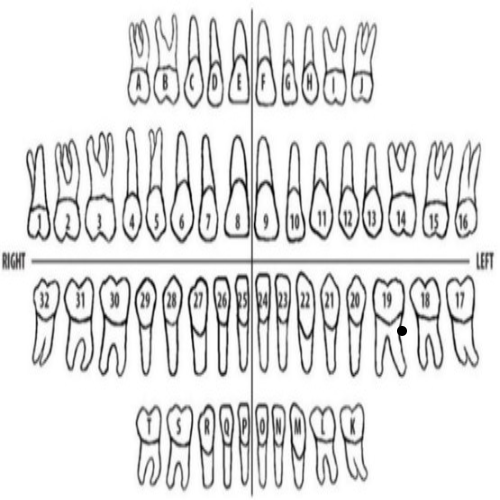 A B C D E F G H I J
1 2 3 4 5 6 7 8 9 10 11 12 13 14 15 16
RIGHT LEFT
32 31 30 29 28 27 26 25 24 23 22 21 20 19 18 17
T S R Q P O N M L K